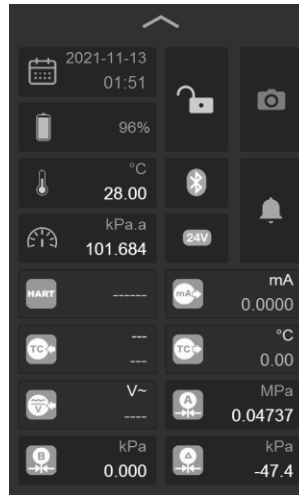 2021-11-13
01:51
96%
°C
28.00
24V
kPa.a
101.684
HART
------
mA
mA
0.0000
TC
---
---
TC
°C
0.00
V
V~
----
A
MPa
0.04737
B
kPa
0.000
Δ
kPa
-47.4